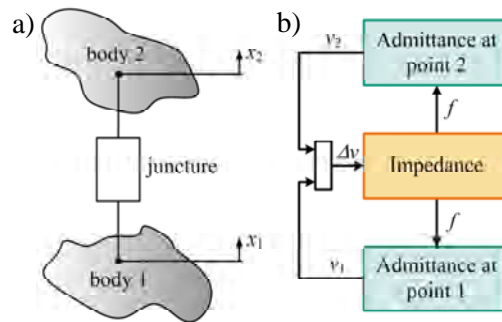 a)
body 2
x2
juncture
x1
body 1
b)
v2
Admittance at
point 2
f
Δv
Impedance
f
v1
Admittance at
point 1